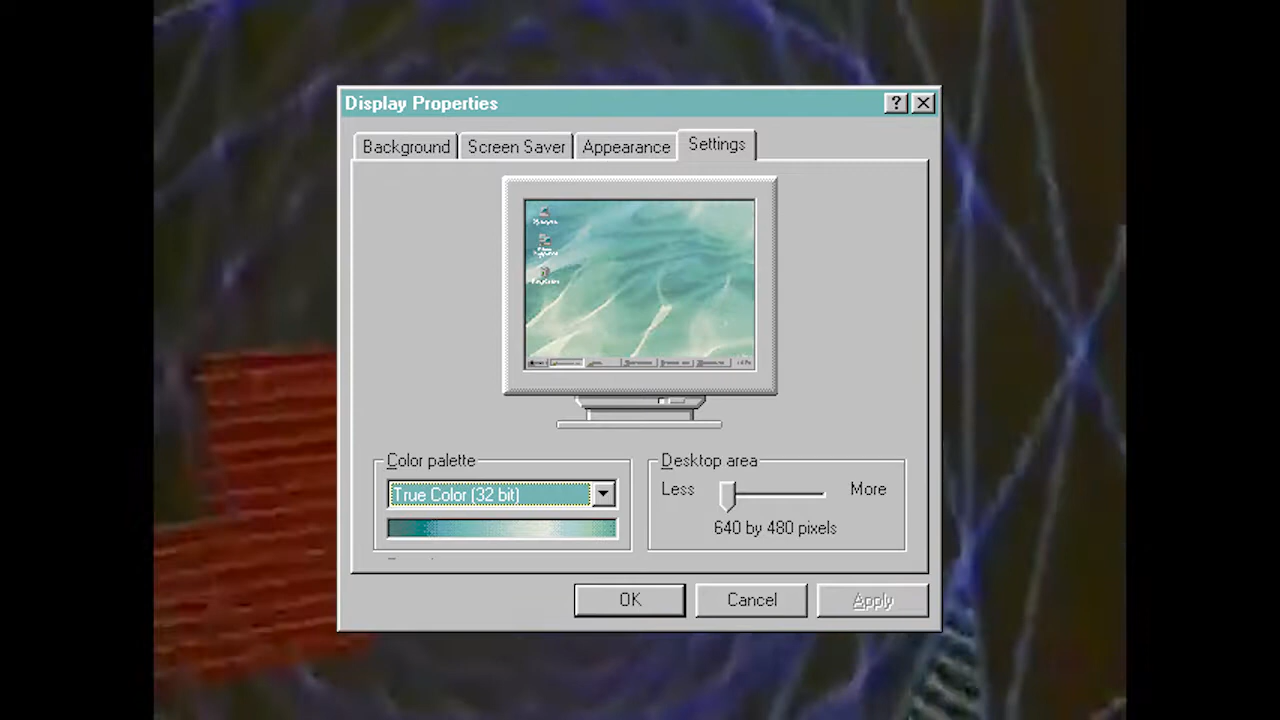 Display Properties
Background Screen Saver Appearance Settings
Color palette
True Color (32 bit)
Desktop area
Less More
640 by 480 pixels
OK Cancel Apply